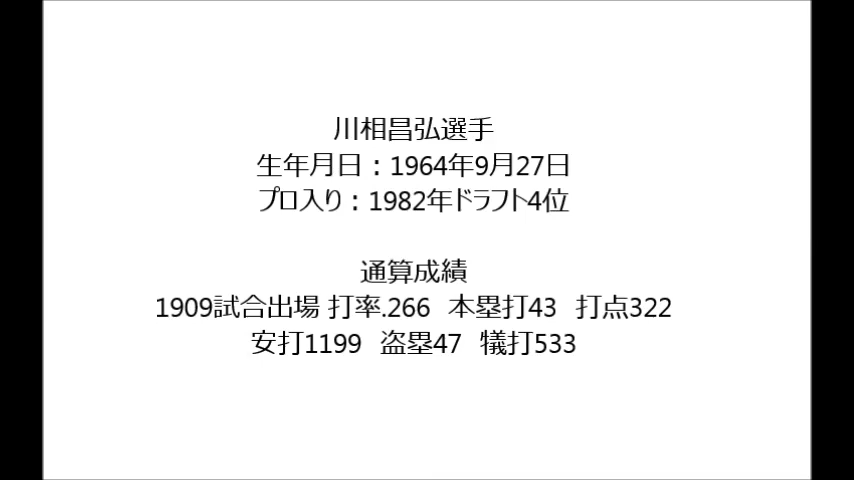 川相昌弘選手
生年月日：1964年9月27日
プロ入り：1982年ドラフト4位
通算成績
1909試合出場 打率.266　本塁打43　打点322
安打1199　盗塁47　犠打533